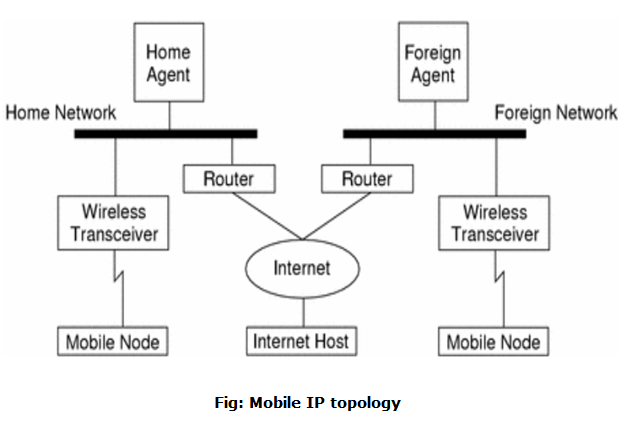 Home
Agent
Foreign
Agent
Home Network
Foreign Network
Router
Router
Wireless
Transceiver
Wireless
Transceiver
Internet
Mobile Node
Internet Host
Mobile Node
Fig: Mobile IP topology